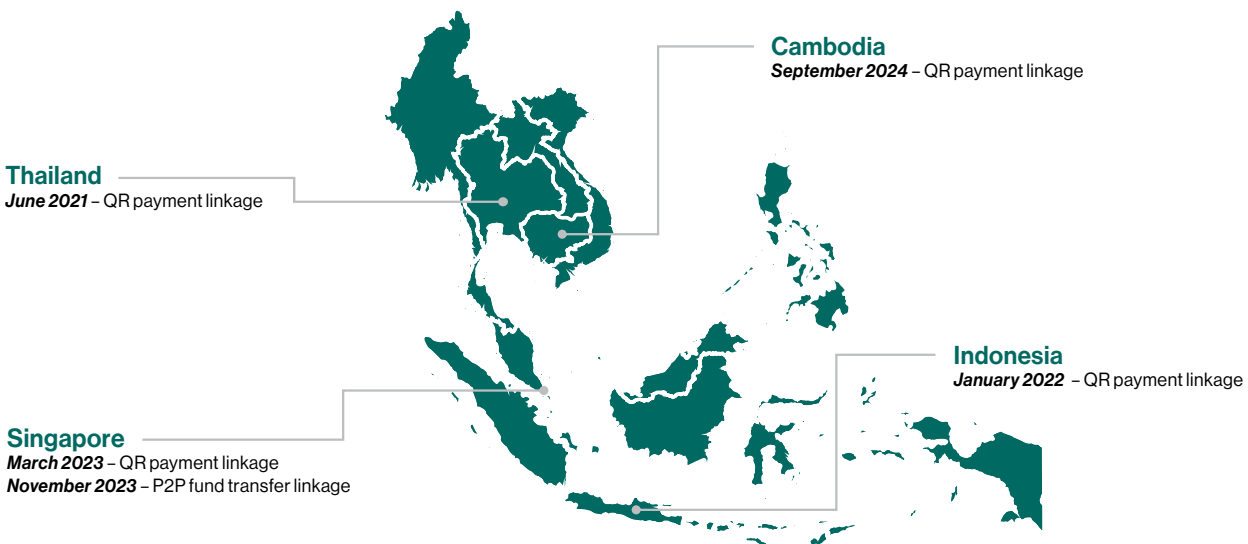 Cambodia
September 2024 – QR payment linkage
Thailand
June 2021 – QR payment linkage
Indonesia
January 2022 – QR payment linkage
Singapore
March 2023 – QR payment linkage
November 2023 – P2P fund transfer linkage